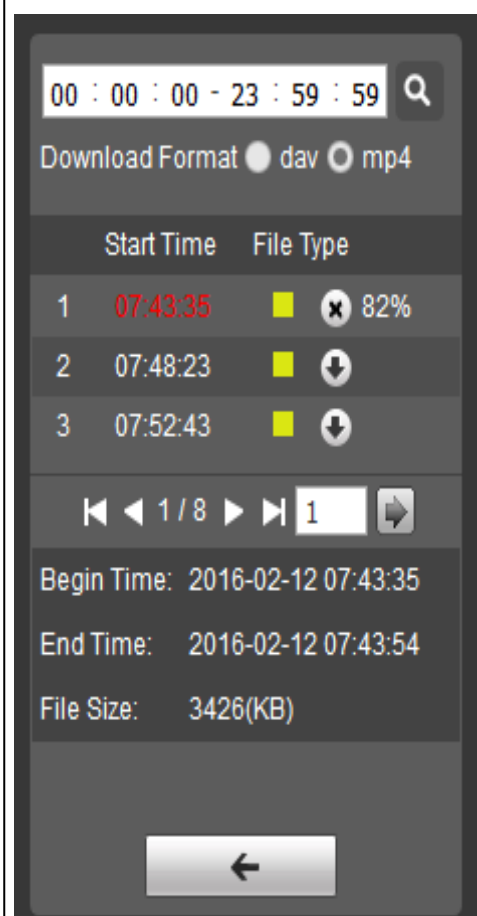 00 : 00 : 00 - 23 : 59 : 59
Download Format dav mp4
Start Time File Type
1 07:43:35 82%
2 07:48:23
3 07:52:43
1 / 8 1
Begin Time: 2016-02-12 07:43:35
End Time: 2016-02-12 07:43:54
File Size: 3426(KB)